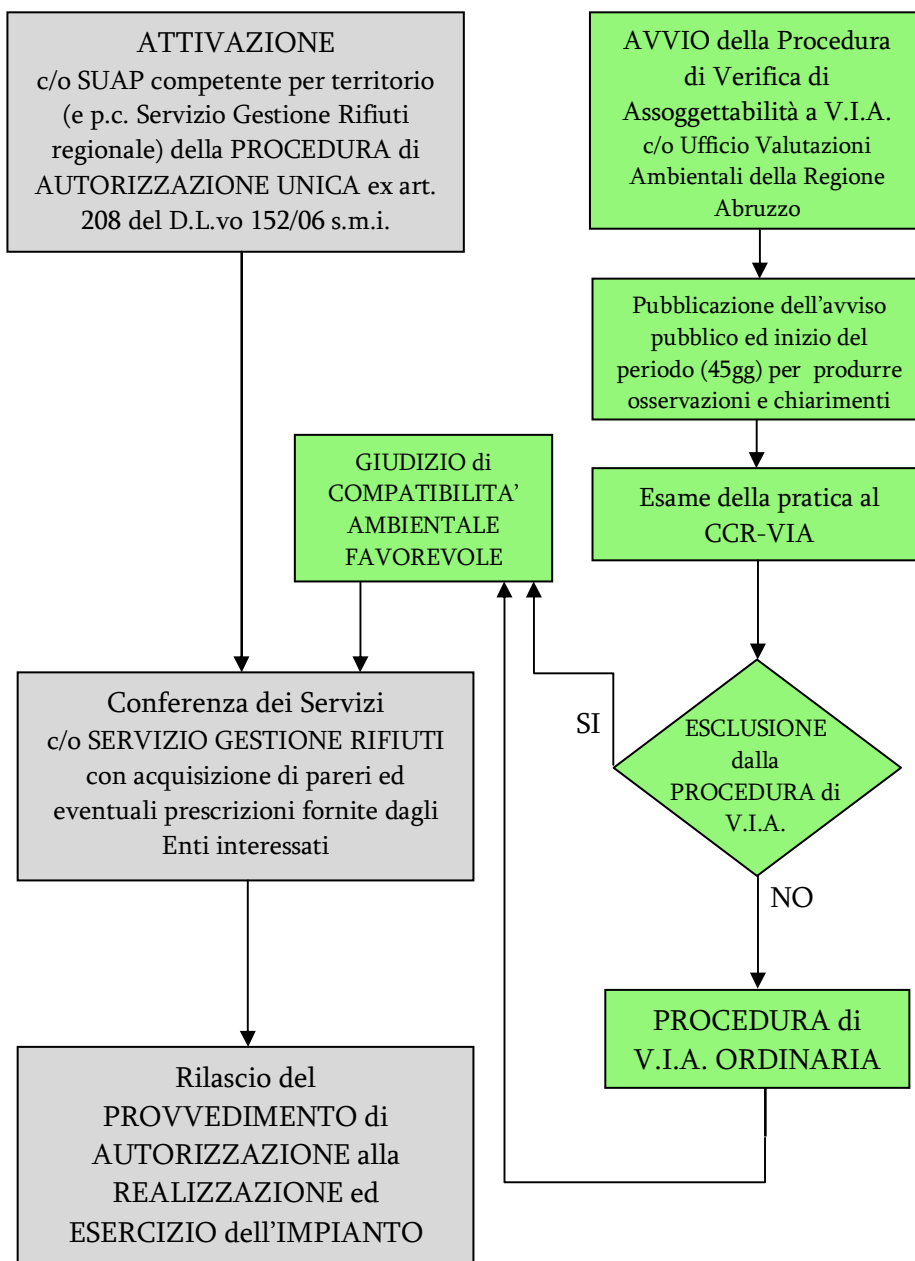 ATTIVAZIONE
c/o SUAP competente per territorio
(e p.c. Servizio Gestione Rifiuti
regionale) della PROCEDURA di
AUTORIZZAZIONE UNICA ex art.
208 del D.L.vo 152/06 s.m.i.
AVVIO della Procedura
di Verifica di
Assoggettabilità a V.I.A.
c/o Ufficio Valutazioni
Ambientali della Regione
Abruzzo
Pubblicazione dell’avviso
pubblico ed inizio del
periodo (45gg) per produrre
osservazioni e chiarimenti
GIUDIZIO di
COMPATIBILITA’
AMBIENTALE
FAVOREVOLE
Esame della pratica al
CCR-VIA
Conferenza dei Servizi
c/o SERVIZIO GESTIONE RIFIUTI
con acquisizione di pareri ed
eventuali prescrizioni fornite dagli
Enti interessati
SI
ESCLUSIONE
dalla
PROCEDURA di
V.I.A.
NO
PROCEDURA di
V.I.A. ORDINARIA
Rilascio del
PROVVEDIMENTO di
AUTORIZZAZIONE alla
REALIZZAZIONE ed
ESERCIZIO dell’IMPIANTO